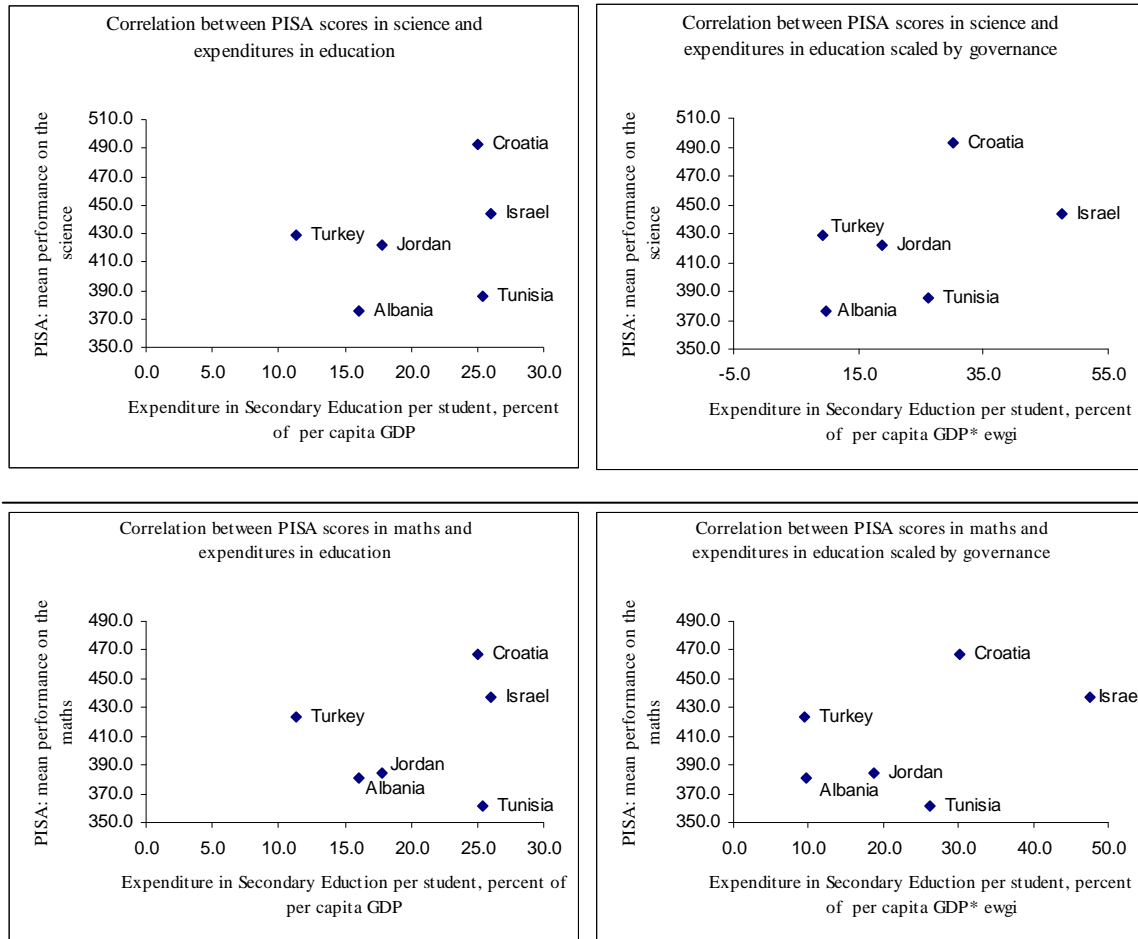 Correlation between PISA scores in science and
expenditures in education
PISA: mean performance on the
science
510.0
490.0
470.0
450.0
430.0
410.0
390.0
370.0
350.0
Croatia
Israel
Turkey
Jordan
Tunisia
Albania
0.0 5.0 10.0 15.0 20.0 25.0 30.0
Expenditure in Secondary Education per student, percent
of per capita GDP
Correlation between PISA scores in science and
expenditures in education scaled by governance
PISA: mean performance on the
science
510.0
490.0
470.0
450.0
430.0
410.0
390.0
370.0
350.0
Croatia
Israel
Turkey
Jordan
Tunisia
Albania
-5.0 15.0 35.0 55.0
Expenditure in Secondary Eduction per student, percent
of per capita GDP* ewgi
Correlation between PISA scores in maths and
expenditures in education
PISA: mean performance on the
maths
490.0
470.0
450.0
430.0
410.0
390.0
370.0
350.0
Croatia
Israel
Turkey
Jordan
Albania
Tunisia
0.0 5.0 10.0 15.0 20.0 25.0 30.0
Expenditure in Secondary Eduction per student, percent of
per capita GDP
Correlation between PISA scores in maths and
expenditures in education scaled by governance
PISA: mean performance on the
maths
490.0
470.0
450.0
430.0
410.0
390.0
370.0
350.0
Croatia
Israe
Turkey
Jordan
Albania
Tunisia
0.0 10.0 20.0 30.0 40.0 50.0
Expenditure in Secondary Eduction per student, percent
of per capita GDP* ewgi